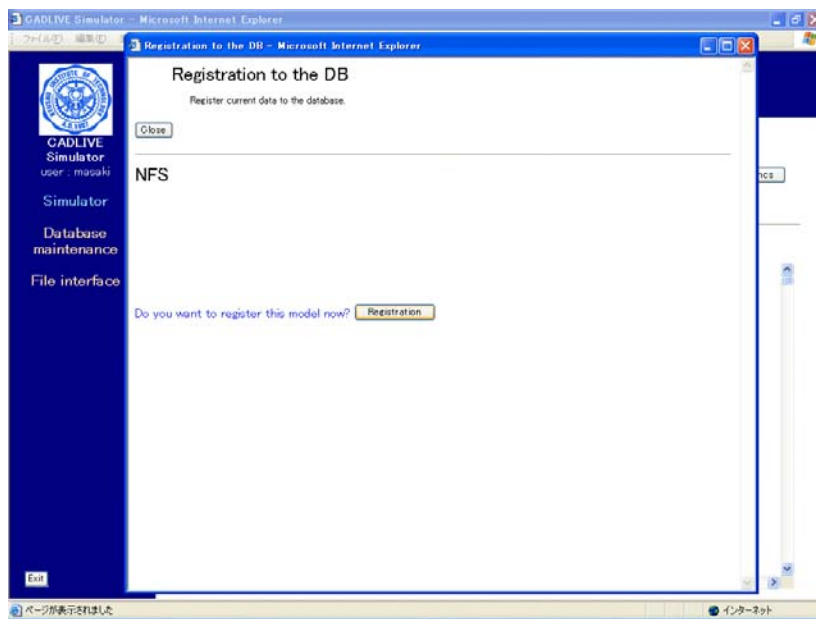 CADLIVE Simulator - Microsoft Internet Explorer
ファイル(F) 編集(E)
Registration to the DB - Microsoft Internet Explorer
Registration to the DB
Register current data to the database.
Close
CADLIVE
Simulator
user : masaki
Simulator
Database
maintenance
File interface
NFS
Do you want to register this model now? Registration
Exit
ページが表示されました
インターネット